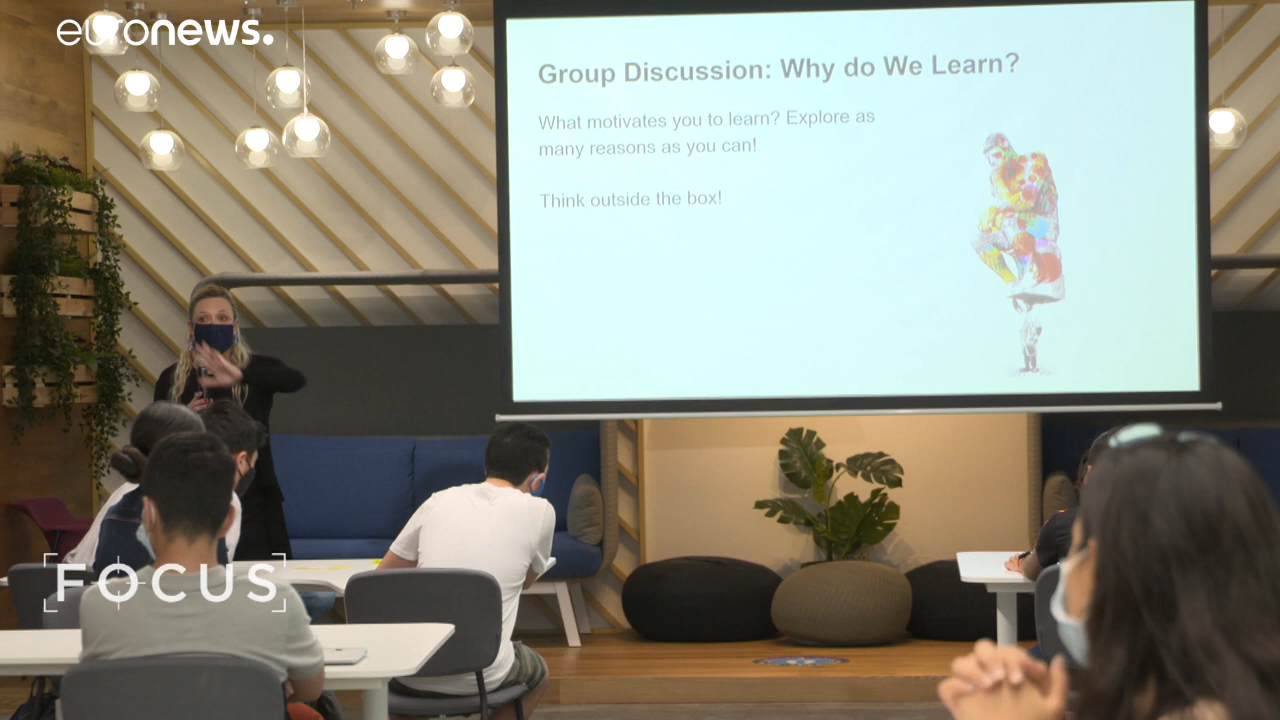 euronews.
Group Discussion: Why do We Learn?
What motivates you to learn? Explore as
many reasons as you can!
Think outside the box!
FOCUS